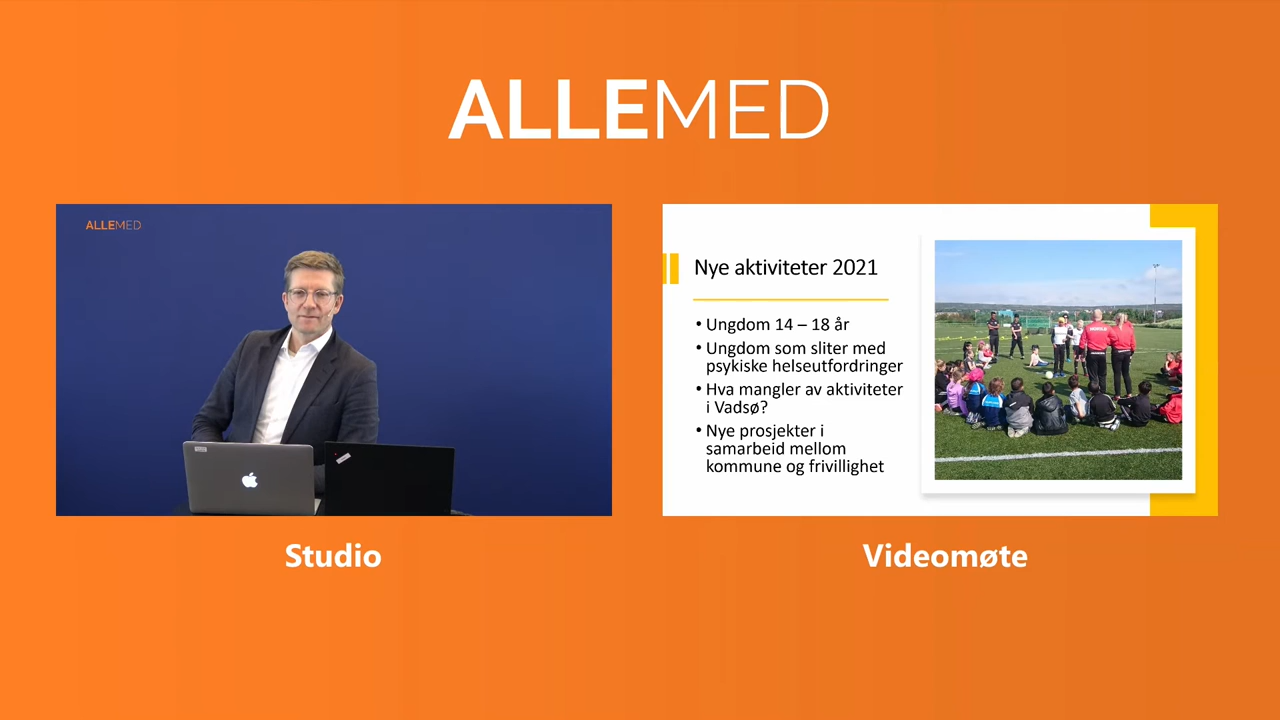 ALLEMED
ALLEMED
Nye aktiviteter 2021
• Ungdom 14 – 18 år
• Ungdom som sliter med
psykiske helseutfordringer
• Hva mangler av aktiviteter
i Vadsø?
• Nye prosjekter i
samarbeid mellom
kommune og frivillighet
Studio
Videomøte